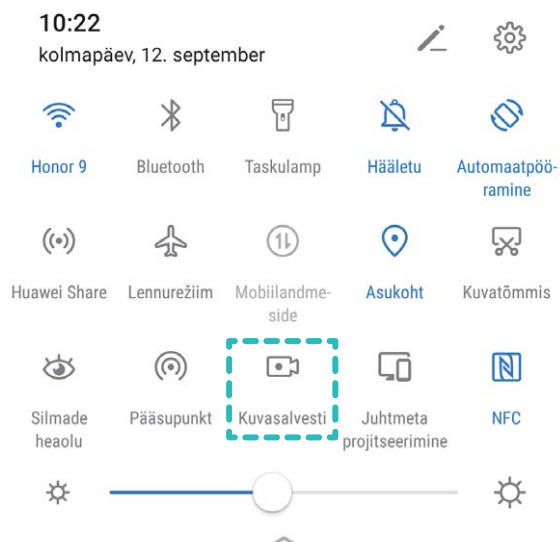 10:22
kolmapäev, 12. september
Honor 9 Bluetooth Taskulamp Hääletu Automaatpöö-
ramine
Huawei Share Lennurežiim Mobiilandme- Asukoht Kuvatõmmis
side
Silmade Pääsupunkt Kuvasalvesti Juhtmeta NFC
heaolu projitseerimine